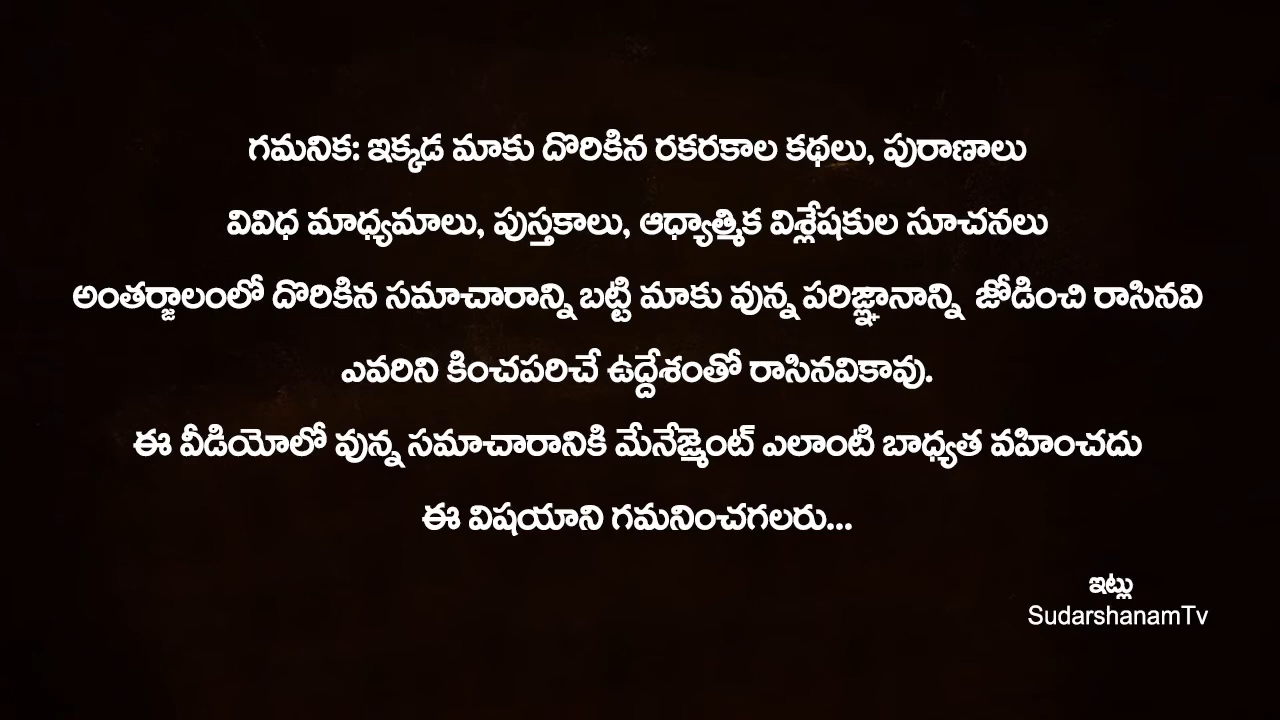 గమనిక: ఇక్కడ మాకు దొరికిన రకరకాల కథలు, పురాణాలు
వివిధ మాధ్యమాలు, పుస్తకాలు, ఆధ్యాత్మిక విశ్లేషకుల సూచనలు
అంతర్జాలంలో దొరికిన సమాచారాన్ని బట్టి మాకు వున్న పరిజ్ఞానాన్ని జోడించి రాసినవి
ఎవరిని కించపరిచే ఉద్దేశంతో రాసినవికావు.
ఈ వీడియోలో వున్న సమాచారానికి మేనేజ్మెంట్ ఎలాంటి బాధ్యత వహించదు
ఈ విషయాని గమనించగలరు...
ఇట్లు
SudarshanamTv